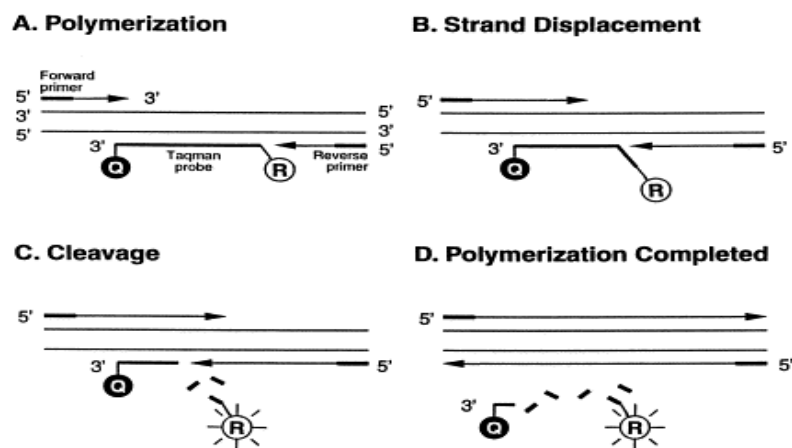 A. Polymerization
Forward
primer
5' 3'
3' 5'
5' 3'
3' Taqman Reverse 5'
probe primer
Q R
B. Strand Displacement
5'
3' 5'
Q R
C. Cleavage
5'
3' 5'
Q R
D. Polymerization Completed
5'
5'
3'
Q R